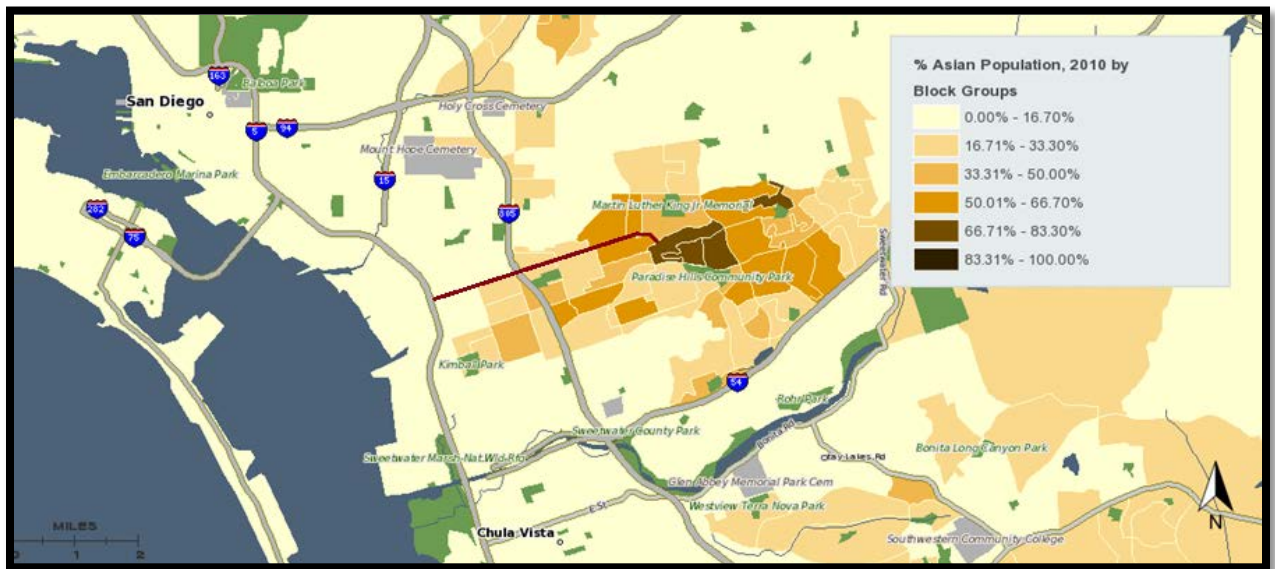 % Asian Population, 2010 by
Block Groups
0.00% - 16.70%
16.71% - 33.30%
33.31% - 50.00%
50.01% - 66.70%
66.71% - 83.30%
83.31% - 100.00%
163
Balboa Park
San Diego
5
94
Holy Cross Cemetery
Mount Hope Cemetery
Embarcadero Marina Park
15
282
75
805
Martin Luther King Jr Memorial
Sweetwater Rd
Paradise Hills Community Park
Kimball Park
54
Rohr Park
Sweetwater County Park
Bonita Rd
Bonita Long Canyon Park
Otay Lakes Rd
Sweetwater Marsh Nat Wld Rfg
Glen Abbey Memorial Park Cem
Westview Terra Nova Park
E St
Chula Vista
Southwestern Community College
MILES
0 1 2
N